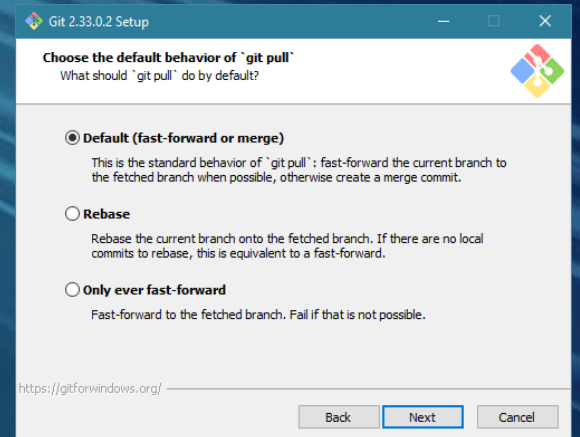 Git 2.33.0.2 Setup
Choose the default behavior of `git pull`
What should `git pull` do by default?
Default (fast-forward or merge)
This is the standard behavior of `git pull`: fast-forward the current branch to
the fetched branch when possible, otherwise create a merge commit.
Rebase
Rebase the current branch onto the fetched branch. If there are no local
commits to rebase, this is equivalent to a fast-forward.
Only ever fast-forward
Fast-forward to the fetched branch. Fail if that is not possible.
https://gitforwindows.org/
Back Next Cancel